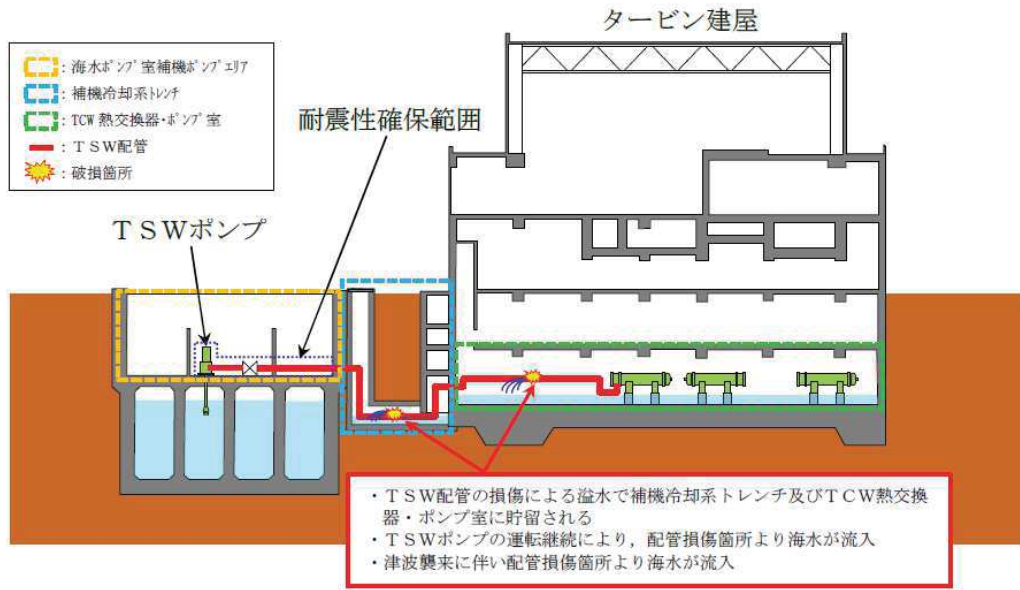 タービン建屋
：海水ﾎﾟﾝﾌﾟ室補機ﾎﾟﾝﾌﾟｴﾘｱ
：補機冷却系ﾄﾚﾝﾁ
：TCW 熱交換器・ポンプ室
：ＴＳＷ配管
：破損箇所
耐震性確保範囲
ＴＳＷポンプ
・ＴＳＷ配管の損傷による溢水で補機冷却系トレンチ及びＴＣＷ熱交換
器・ポンプ室に貯留される
・ＴＳＷポンプの運転継続により，配管損傷箇所より海水が流入
・津波襲来に伴い配管損傷箇所より海水が流入